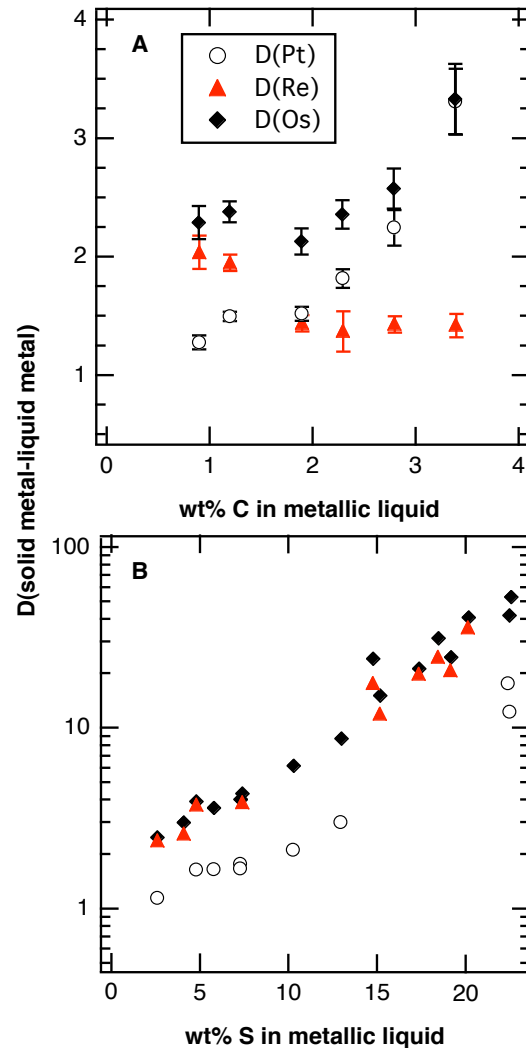 A
D(Pt)
D(Re)
D(Os)
4
3
2
1
0 1 2 3 4
wt% C in metallic liquid
D(solid metal-liquid metal)
B
100
10
1
0 5 10 15 20
wt% S in metallic liquid